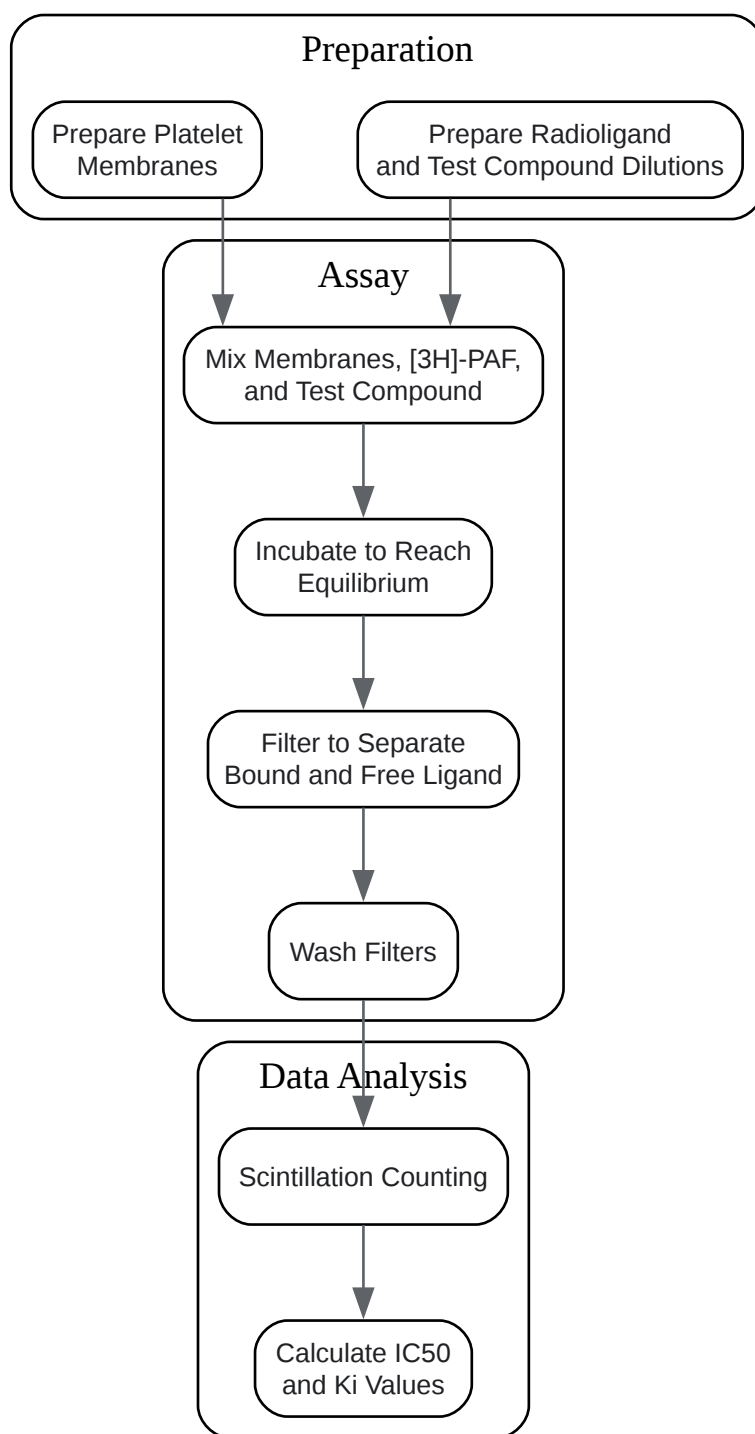 Preparation
Prepare Platelet
Membranes
Prepare Radioligand
and Test Compound Dilutions
Assay
Mix Membranes, [3H]-PAF,
and Test Compound
Incubate to Reach
Equilibrium
Filter to Separate
Bound and Free Ligand
Wash Filters
Data Analysis
Scintillation Counting
Calculate IC50
and Ki Values